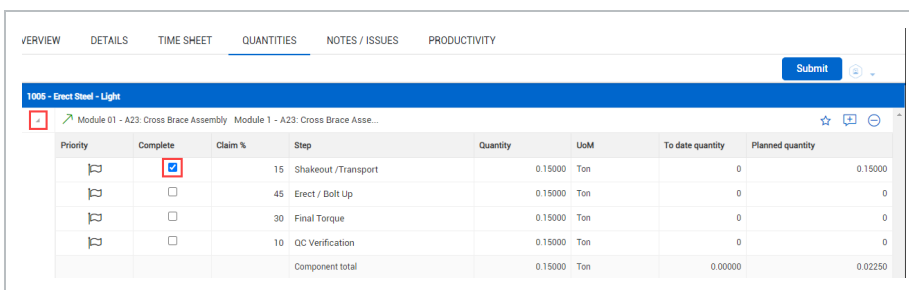 VERVIEW DETAILS TIME SHEET QUANTITIES NOTES / ISSUES PRODUCTIVITY
Submit
1005 - Erect Steel - Light
Module 01 - A23: Cross Brace Assembly Module 1 - A23: Cross Brace Asse...
Priority Complete Claim % Step Quantity UoM To date quantity Planned quantity
15 Shakeout /Transport 0.15000 Ton 0 0.15000
45 Erect / Bolt Up 0.15000 Ton 0 0
30 Final Torque 0.15000 Ton 0 0
10 QC Verification 0.15000 Ton 0 0
Component total 0.15000 Ton 0.00000 0.02250